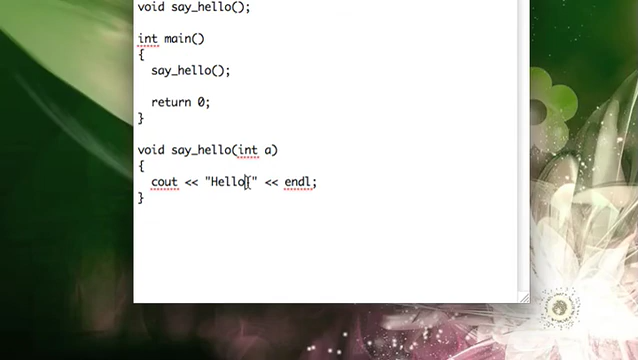 void say_hello();
int main()
{
say_hello();
return 0;
}
void say_hello(int a)
{
cout << "Hello" << endl;
}